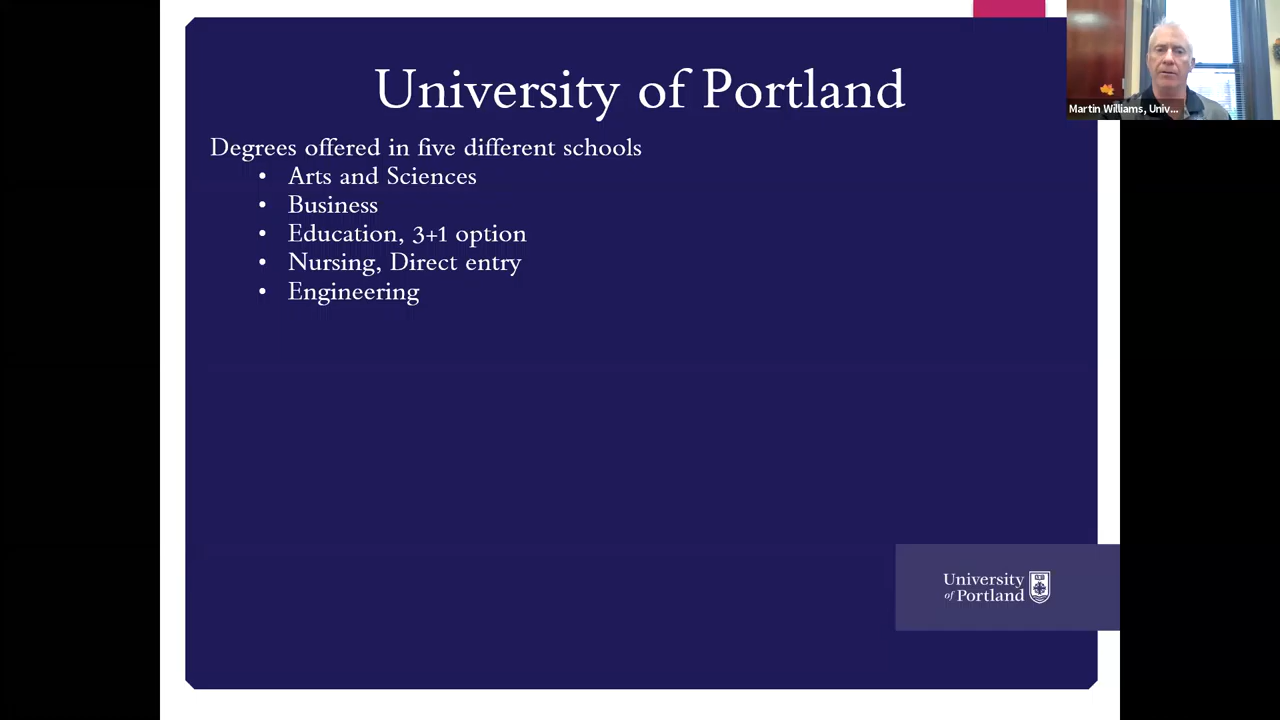 University of Portland
Degrees offered in five different schools
• Arts and Sciences
• Business
• Education, 3+1 option
• Nursing, Direct entry
• Engineering
Martin Williams, Univ...
University
of Portland